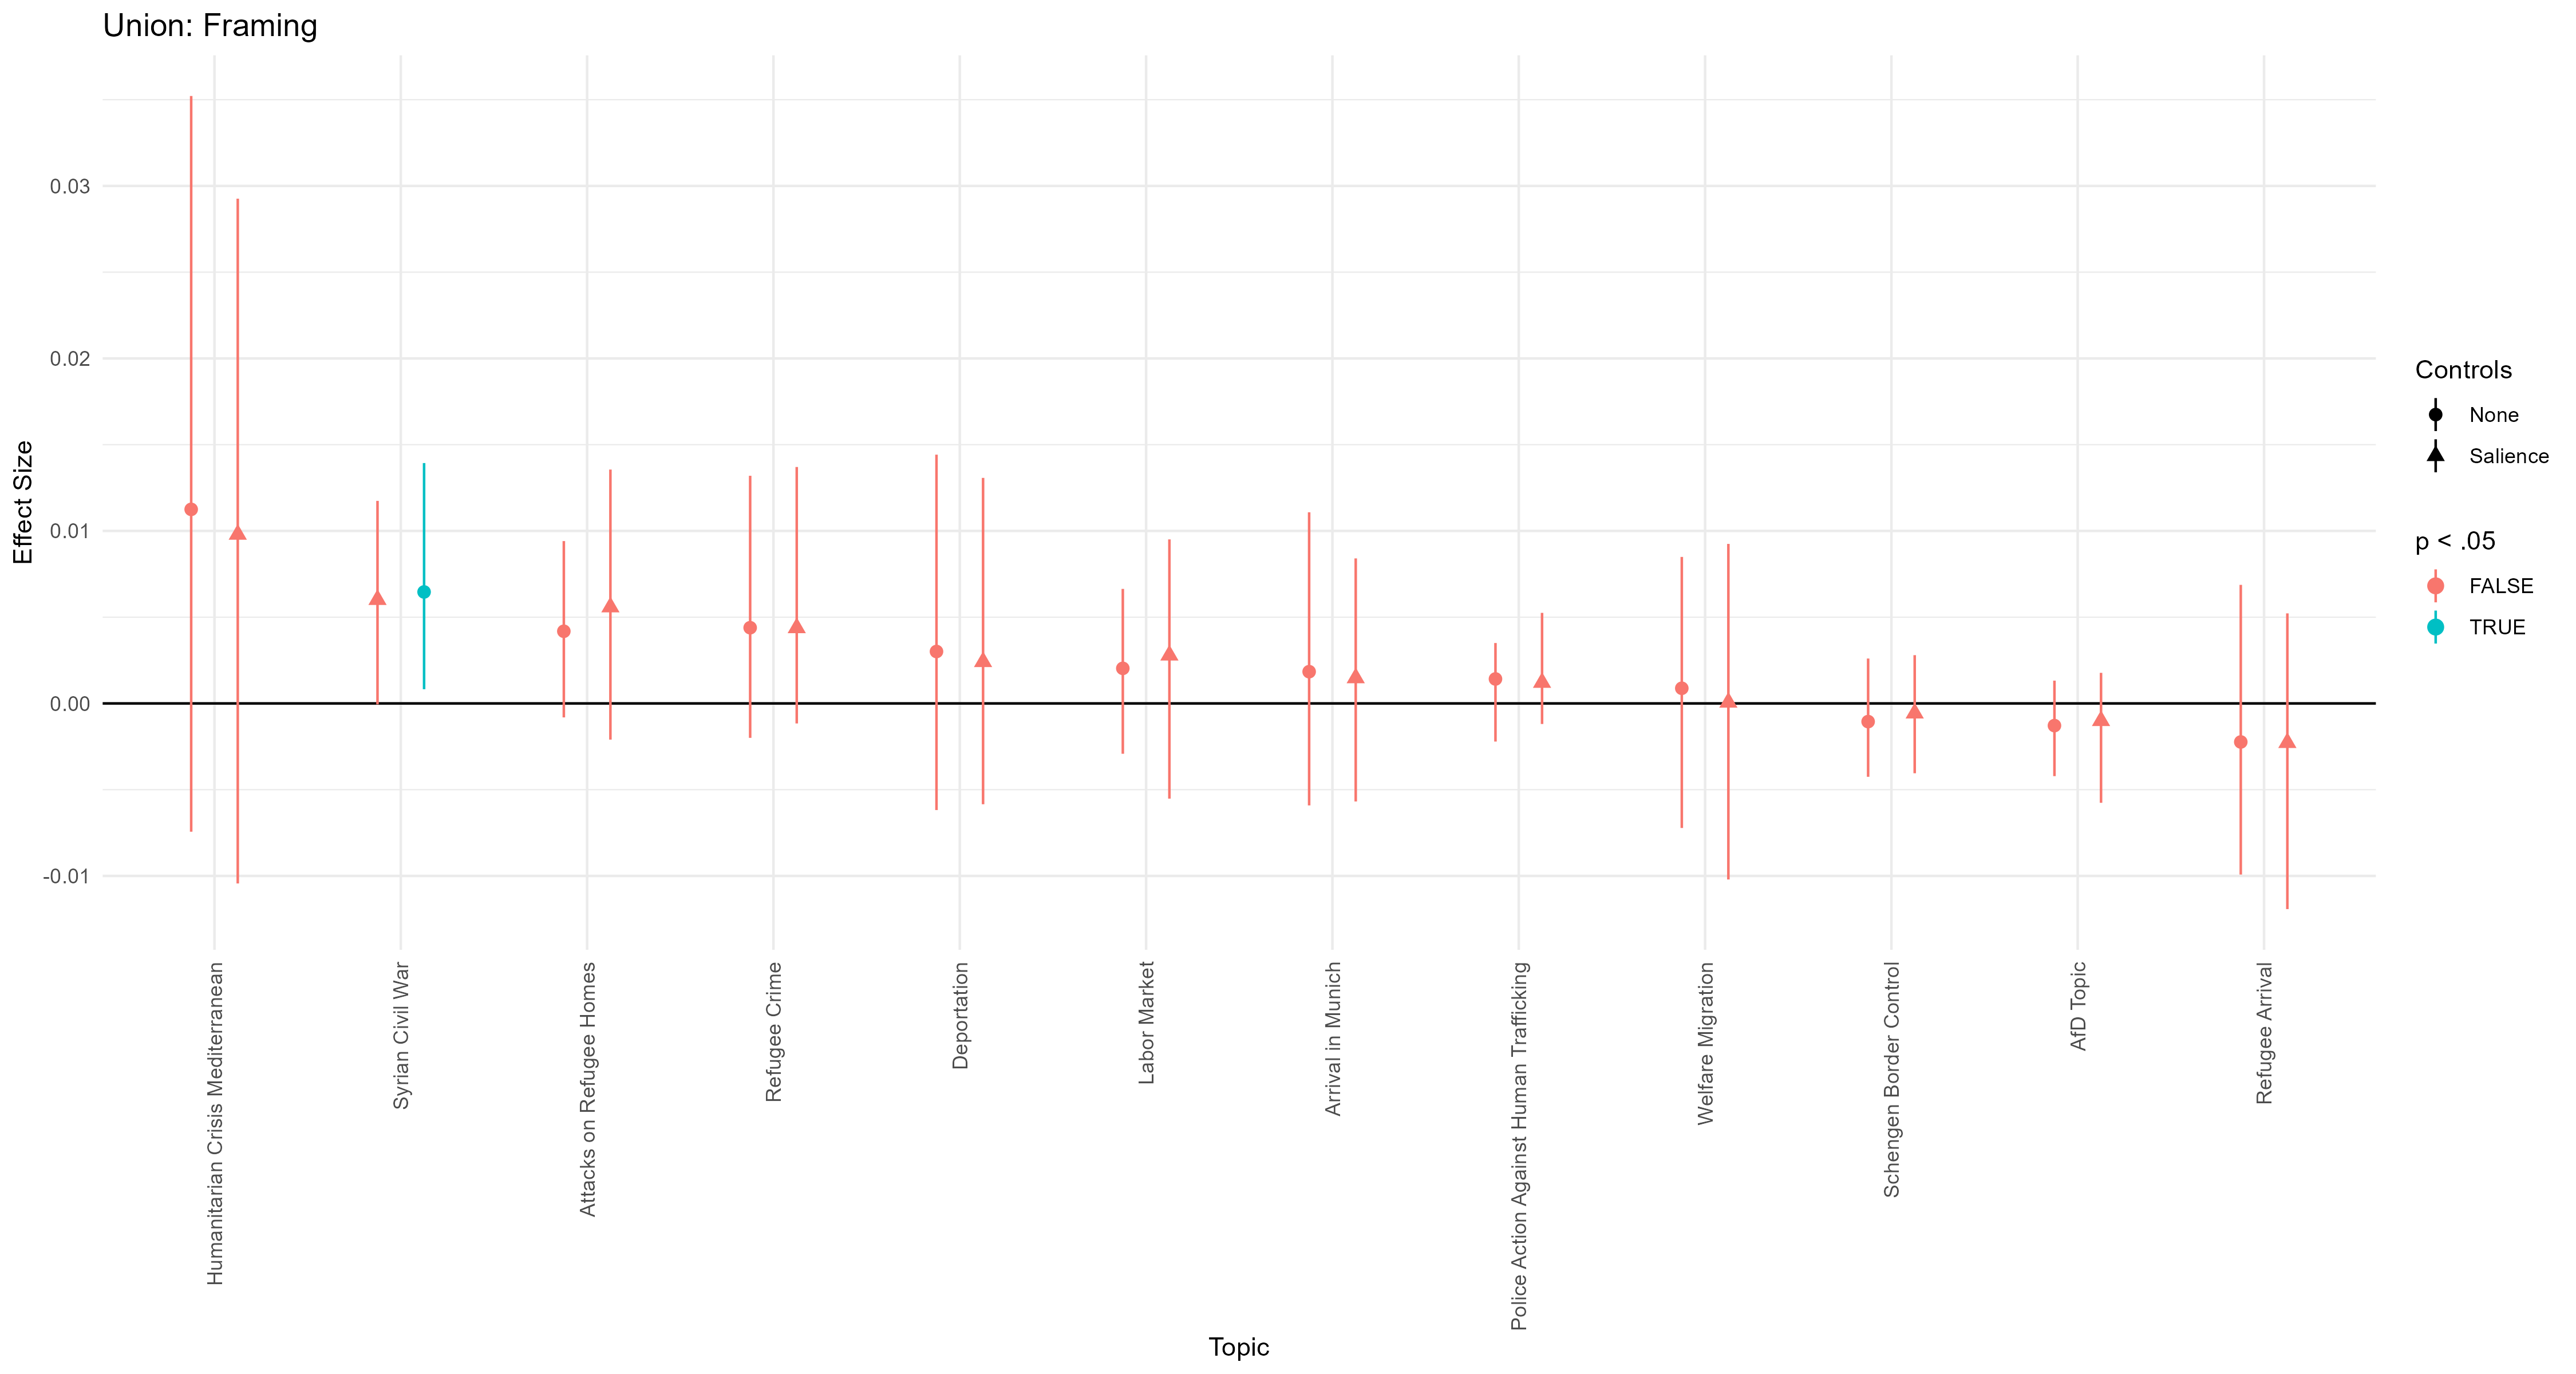 Union: Framing
Effect Size
0.03
0.02
0.01
0.00
-0.01
Humanitarian Crisis Mediterranean
Syrian Civil War
Attacks on Refugee Homes
Refugee Crime
Deportation
Labor Market
Arrival in Munich
Police Action Against Human Trafficking
Welfare Migration
Schengen Border Control
AfD Topic
Refugee Arrival
Topic
Controls
None
Salience
p < .05
FALSE
TRUE